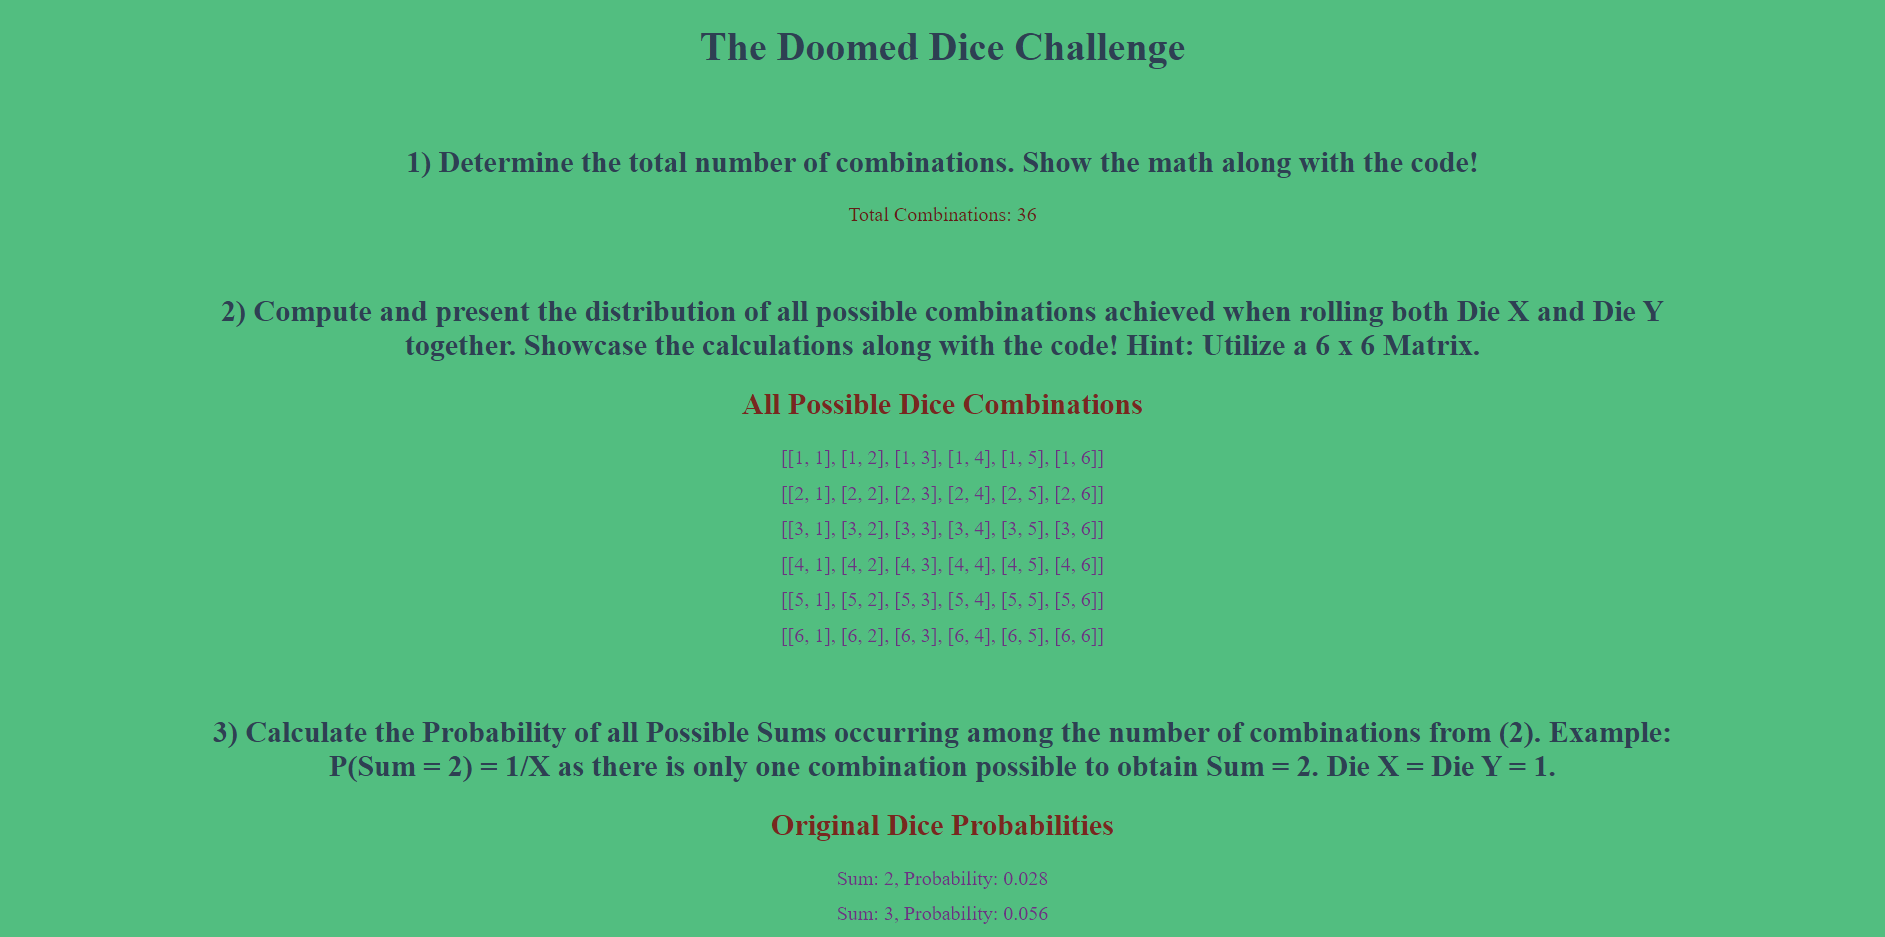 The Doomed Dice Challenge
1) Determine the total number of combinations. Show the math along with the code!
Total Combinations: 36
2) Compute and present the distribution of all possible combinations achieved when rolling both Die X and Die Y
together. Showcase the calculations along with the code! Hint: Utilize a 6 x 6 Matrix.
All Possible Dice Combinations
[[1, 1], [1, 2], [1, 3], [1, 4], [1, 5], [1, 6]]
[[2, 1], [2, 2], [2, 3], [2, 4], [2, 5], [2, 6]]
[[3, 1], [3, 2], [3, 3], [3, 4], [3, 5], [3, 6]]
[[4, 1], [4, 2], [4, 3], [4, 4], [4, 5], [4, 6]]
[[5, 1], [5, 2], [5, 3], [5, 4], [5, 5], [5, 6]]
[[6, 1], [6, 2], [6, 3], [6, 4], [6, 5], [6, 6]]
3) Calculate the Probability of all Possible Sums occurring among the number of combinations from (2). Example:
P(Sum = 2) = 1/X as there is only one combination possible to obtain Sum = 2. Die X = Die Y = 1.
Original Dice Probabilities
Sum: 2, Probability: 0.028
Sum: 3, Probability: 0.056